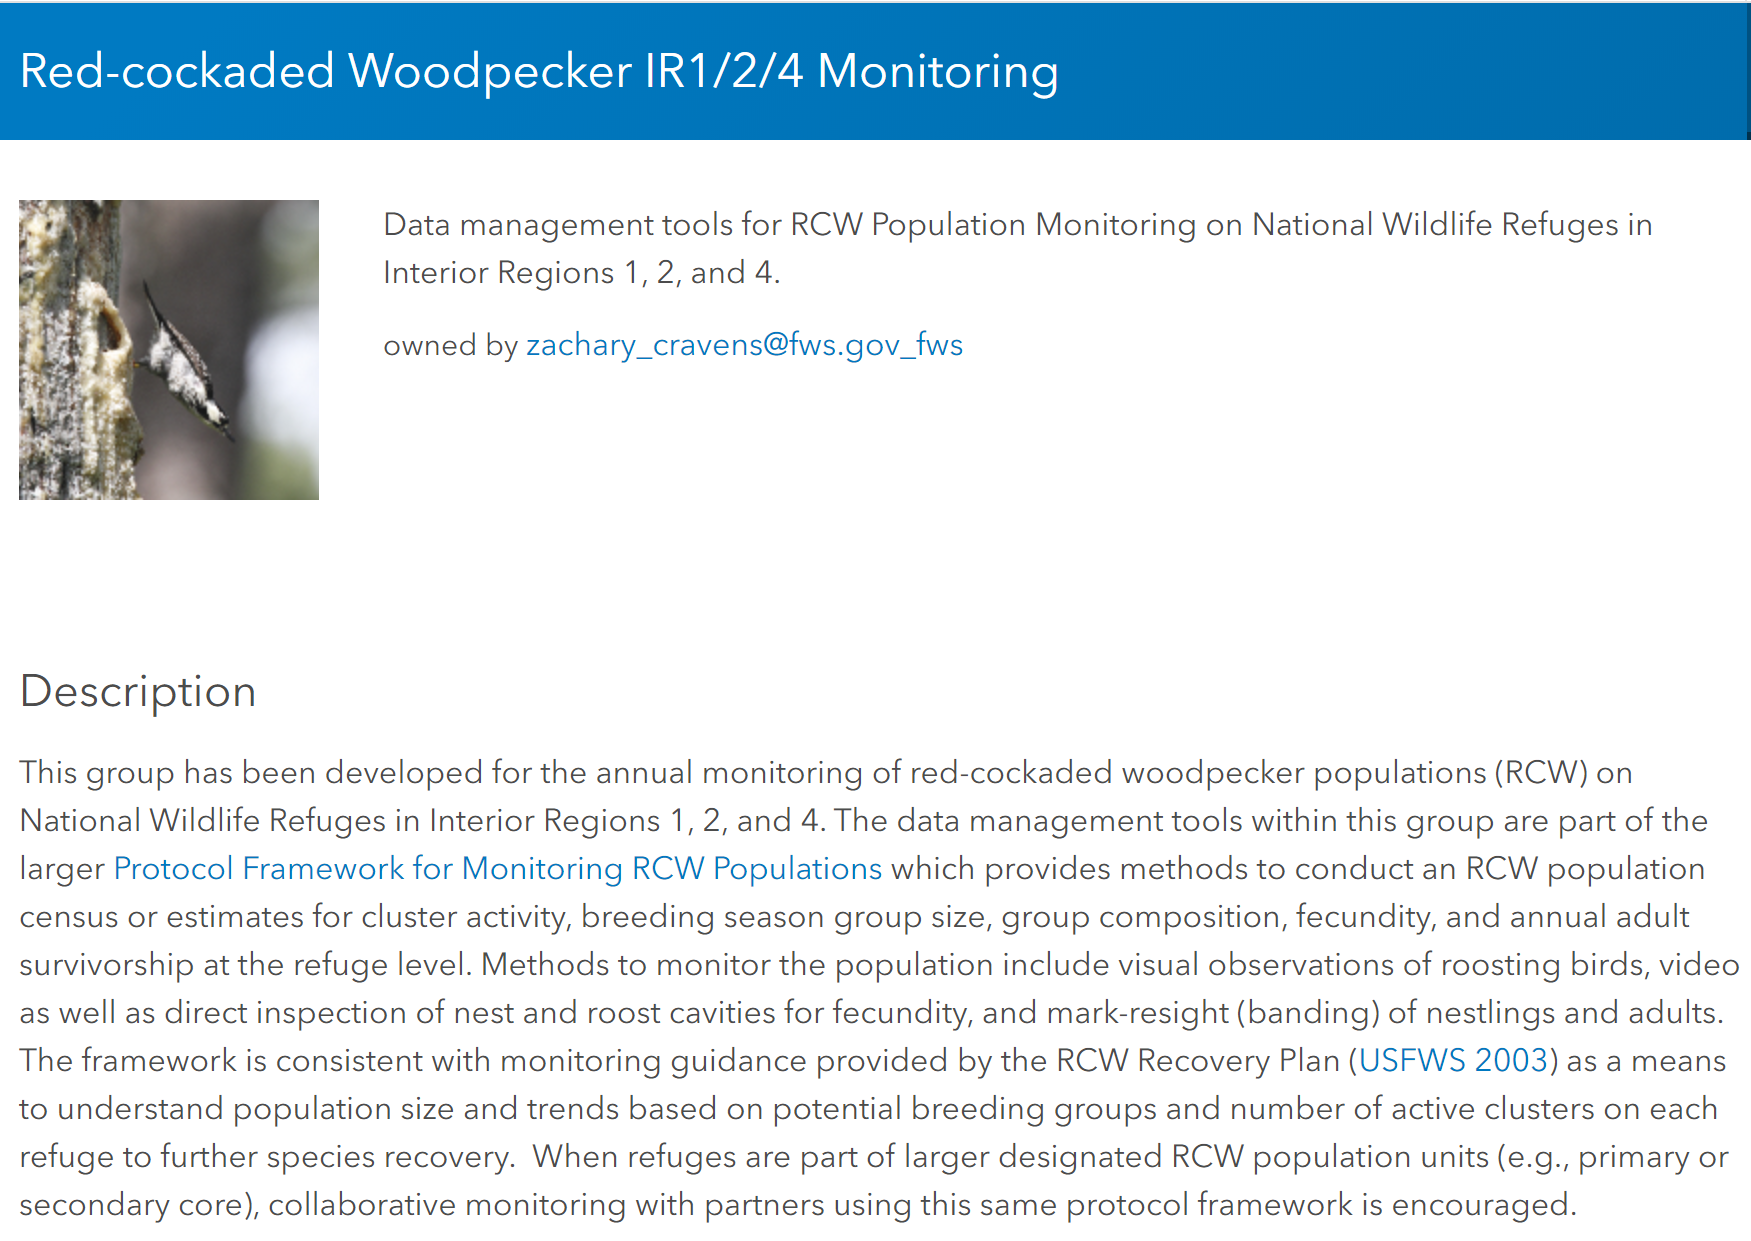 Red-cockaded Woodpecker IR1/2/4 Monitoring
Data management tools for RCW Population Monitoring on National Wildlife Refuges in
Interior Regions 1, 2, and 4.
owned by zachary_cravens@fws.gov_fws
Description
This group has been developed for the annual monitoring of red-cockaded woodpecker populations (RCW) on
National Wildlife Refuges in Interior Regions 1, 2, and 4. The data management tools within this group are part of the
larger Protocol Framework for Monitoring RCW Populations which provides methods to conduct an RCW population
census or estimates for cluster activity, breeding season group size, group composition, fecundity, and annual adult
survivorship at the refuge level. Methods to monitor the population include visual observations of roosting birds, video
as well as direct inspection of nest and roost cavities for fecundity, and mark-resight (banding) of nestlings and adults.
The framework is consistent with monitoring guidance provided by the RCW Recovery Plan (USFWS 2003) as a means
to understand population size and trends based on potential breeding groups and number of active clusters on each
refuge to further species recovery.  When refuges are part of larger designated RCW population units (e.g., primary or
secondary core), collaborative monitoring with partners using this same protocol framework is encouraged.